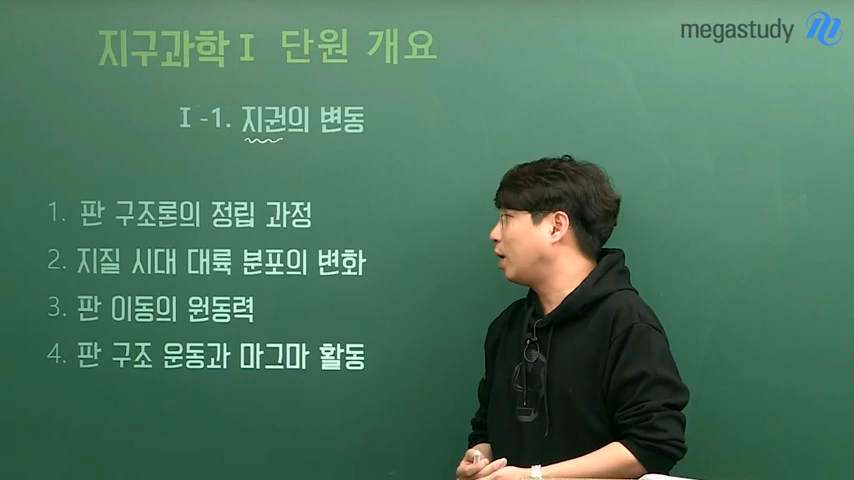 megastudy
지구과학 I 단원 개요
I-1. 지권의 변동
1. 판 구조론의 정립 과정
2. 지질 시대 대륙 분포의 변화
3. 판 이동의 원동력
4. 판 구조 운동과 마그마 활동